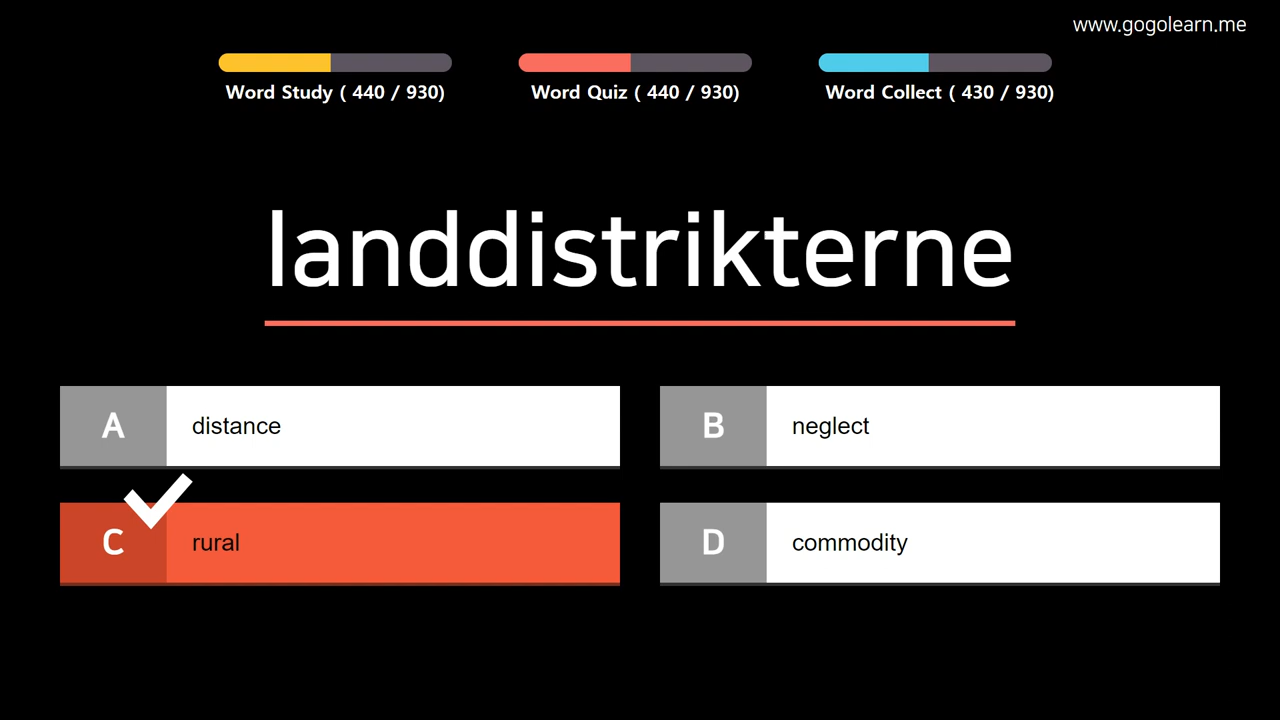 www.gogolearn.me
Word Study ( 440 / 930)
Word Quiz ( 440 / 930)
Word Collect ( 430 / 930)
landdistrikterne
A distance
B neglect
C rural
D commodity